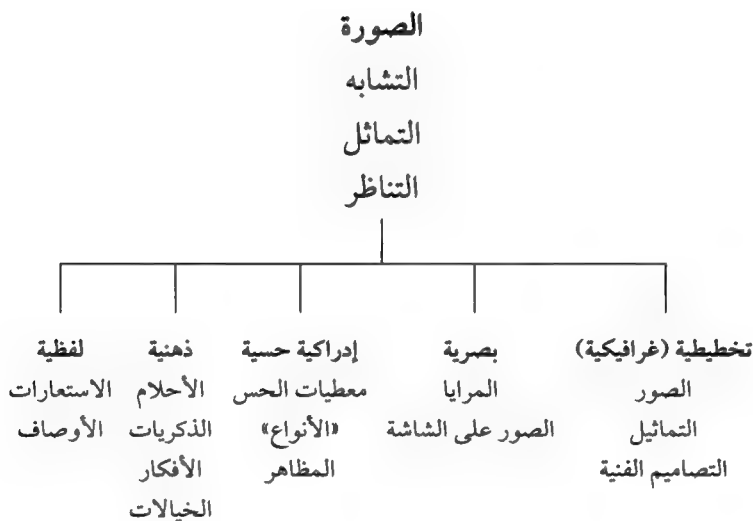 الصورة
التشابه
التماثل
التناظر
تخطيطية (غرافيكية)
الصور
التماثيل
التصاميم الفنية
بصرية
المرايا
الصور على الشاشة
إدراكية حسية
معطيات الحس
«الأنواع»
المظاهر
ذهنية
الأحلام
الذكريات
الأفكار
الخيالات
لفظية
الاستعارات
الأوصاف